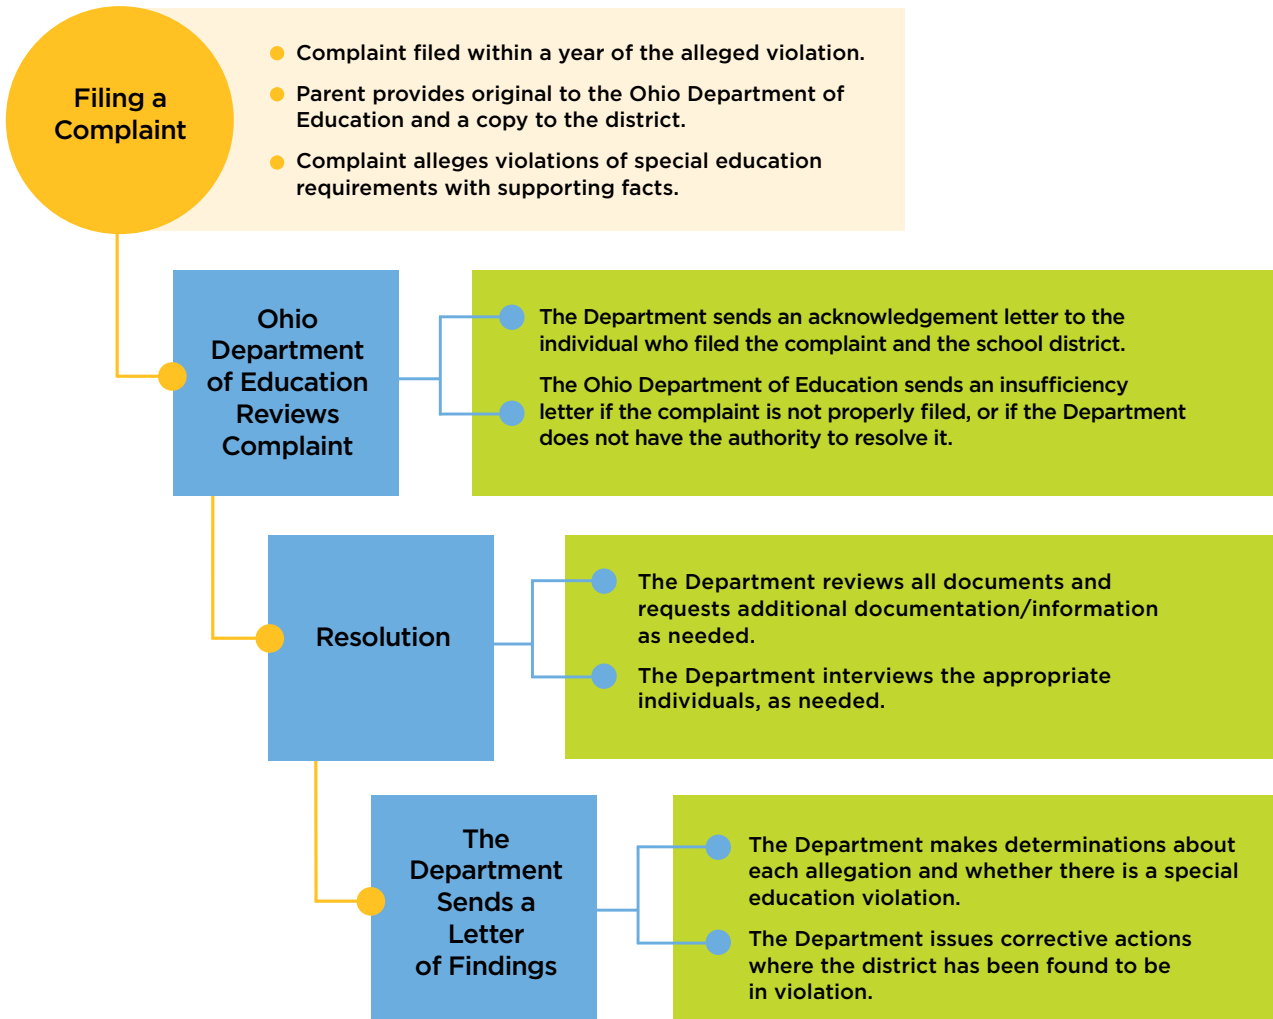 Filing a
Complaint
Complaint filed within a year of the alleged violation.
Parent provides original to the Ohio Department of
Education and a copy to the district.
Complaint alleges violations of special education
requirements with supporting facts.
Ohio
Department
of Education
Reviews
Complaint
The Department sends an acknowledgement letter to the
individual who filed the complaint and the school district.
The Ohio Department of Education sends an insufficiency
letter if the complaint is not properly filed, or if the Department
does not have the authority to resolve it.
Resolution
The Department reviews all documents and
requests additional documentation/information
as needed.
The Department interviews the appropriate
individuals, as needed.
The
Department
Sends a
Letter
of Findings
The Department makes determinations about
each allegation and whether there is a special
education violation.
The Department issues corrective actions
where the district has been found to be
in violation.